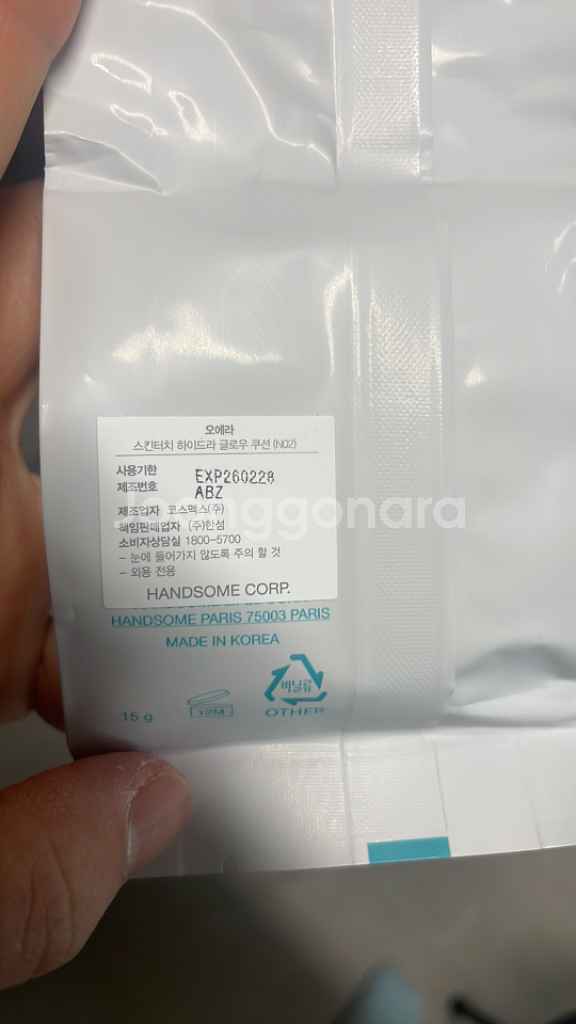 오에라
스킨터치 하이드라 글로우 쿠션 (N02)
사용기한 EXP260228
제조번호 ABZ
제조업자 코스맥스(주)
책임판매업자 (주)한섬
소비자상담실 1800-5700
- 눈에 들어가지 않도록 주의 할 것
- 외용 전용
HANDSOME CORP.
HANDSOME PARIS 75003 PARIS
MADE IN KOREA
15 g
12M
비닐류
OTHER
joonggonara